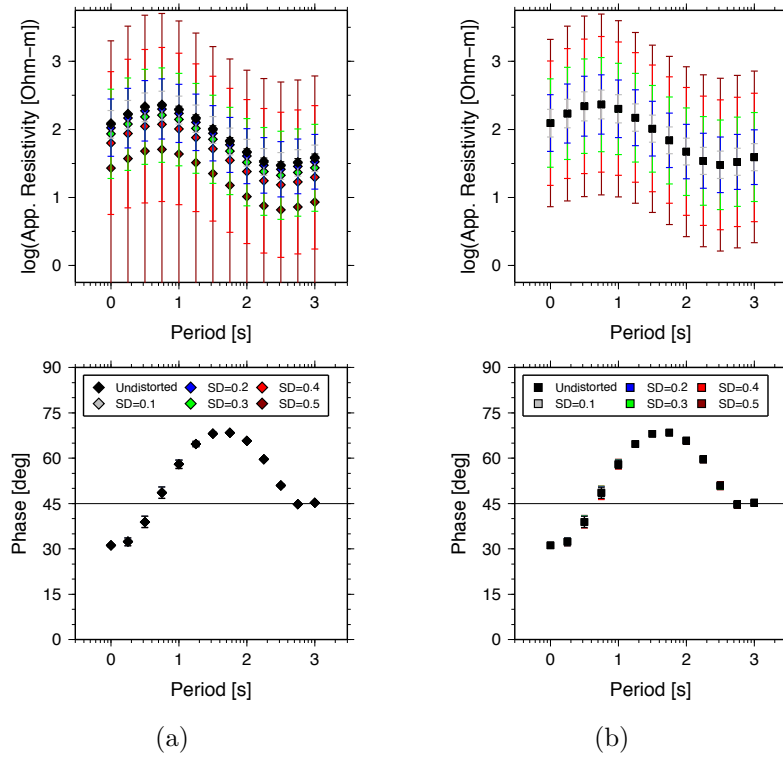 log(App. Resistivity [Ohm−m]
3
2
1
0
0 1 2 3
Period [s]
log(App. Resistivity [Ohm−m]
3
2
1
0
0 1 2 3
Period [s]
Phase [deg]
90
75
60
45
30
15
0
Undistorted SD=0.2 SD=0.4
SD=0.1 SD=0.3 SD=0.5
0 1 2 3
Period [s]
(a)
Phase [deg]
90
75
60
45
30
15
0
Undistorted SD=0.2 SD=0.4
SD=0.1 SD=0.3 SD=0.5
0 1 2 3
Period [s]
(b)